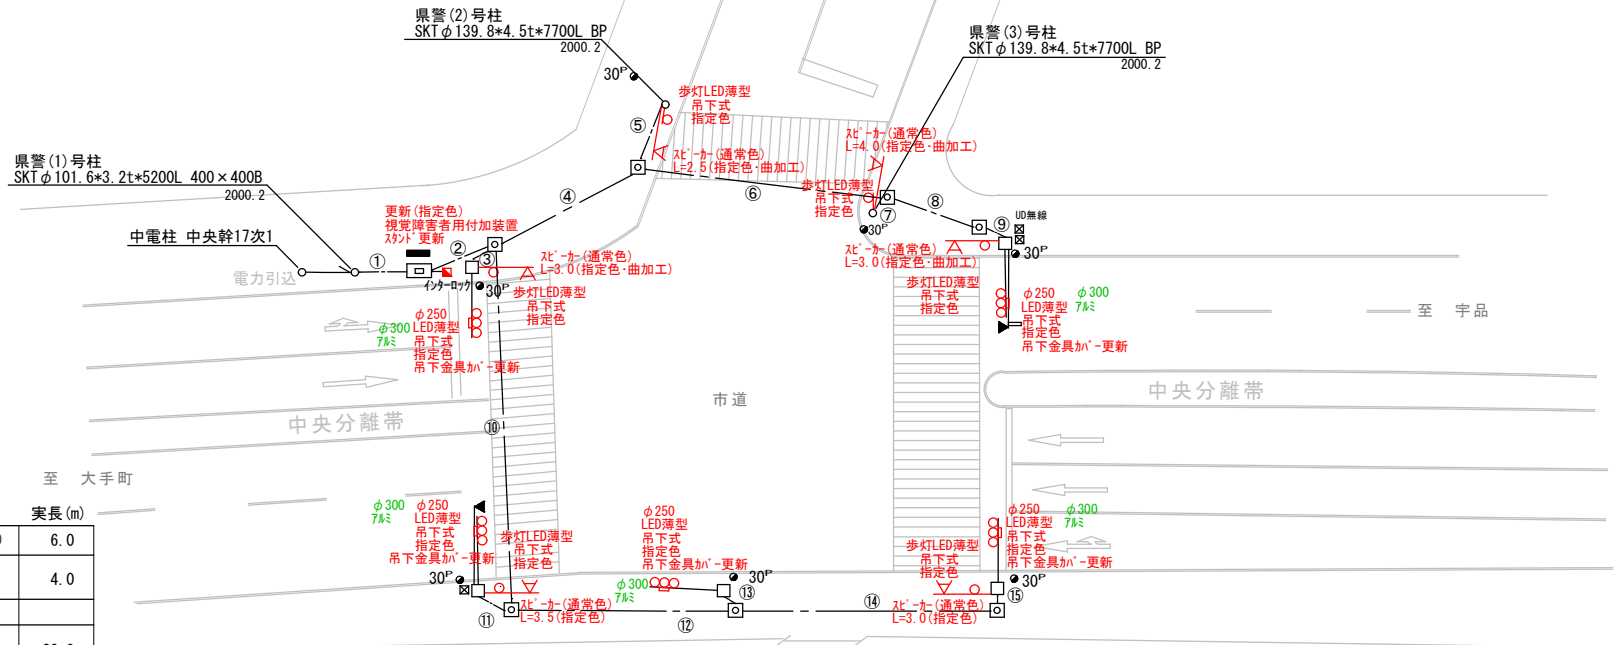 県警(2)号柱
SKTφ139.8*4.5t*7700L BP
2000.2
県警(3)号柱
SKTφ139.8*4.5t*7700L BP
2000.2
30P
歩灯LED薄型
吊下式
指定色
⑤
スピーカー(通常色)
L=2.5(指定色・曲加工)
スピーカー(通常色)
L=4.0(指定色・曲加工)
県警(1)号柱
SKTφ101.6*3.2t*5200L 400×400B
2000.2
④
⑥
歩灯LED薄型
吊下式
指定色
⑦
30P
⑧
⑨
UD無線
30P
中電柱 中央幹17次1
更新(指定色)
視覚障害者用付加装置
スタンド更新
①
②
③
電力引込
インターロック
30P
スピーカー(通常色)
L=3.0(指定色・曲加工)
歩灯LED薄型
吊下式
指定色
スピーカー(通常色)
L=3.0(指定色・曲加工)
歩灯LED薄型
吊下式
指定色
φ300
アルミ
φ250
LED薄型
吊下式
指定色
吊下金具カバー更新
φ250
LED薄型
吊下式
指定色
吊下金具カバー更新
φ300
アルミ
至 宇品
市道
中央分離帯
中央分離帯
⑩
至 大手町
実長(m)
6.0
4.0
φ300
アルミ
φ250
LED薄型
吊下式
指定色
吊下金具カバー更新
歩灯LED薄型
吊下式
指定色
30P
φ250
LED薄型
吊下式
指定色
吊下金具カバー更新
φ300
アルミ
30P
歩灯LED薄型
吊下式
指定色
φ250
LED薄型
吊下式
指定色
吊下金具カバー更新
φ300
アルミ
30P
⑪
スピーカー(通常色)
L=3.5(指定色)
⑫
⑬
⑭
スピーカー(通常色)
L=3.0(指定色)
⑮